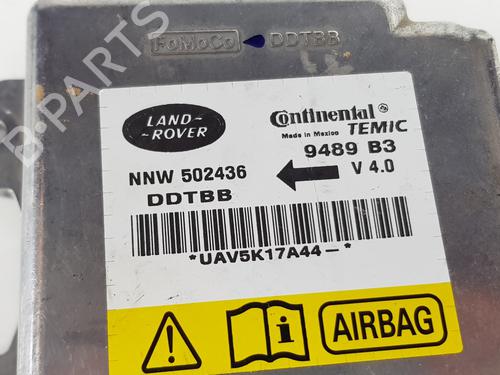 FoMoCo DDTBB
B-PARTS
LAND-
~ROVER
Continental
Made in Mexico TEMIC
9489 B3
NNW 502436
V 4.0
DDTBB
*UAV5K17A44-*
i
AIRBAG